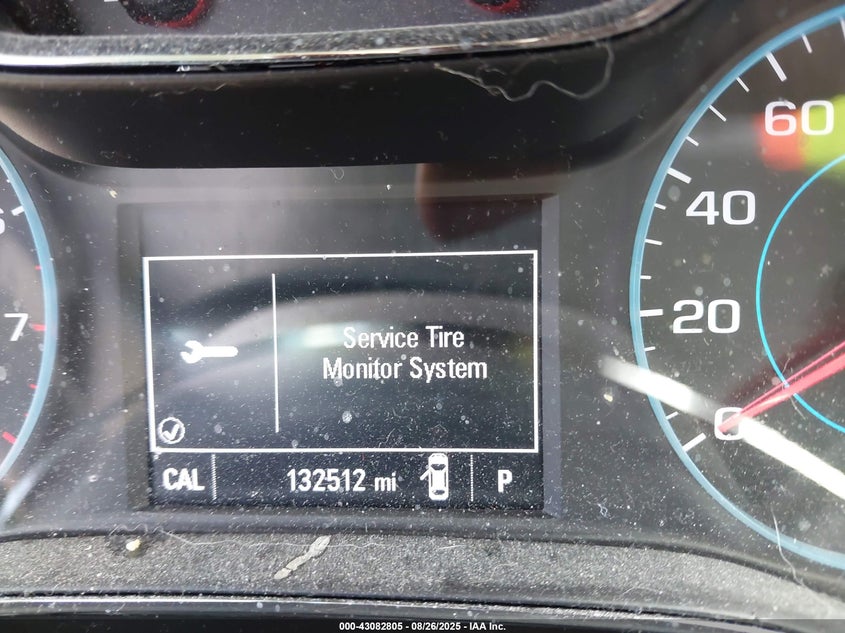 60
40
20
0
6
7
Service Tire
Monitor System
CAL 132512 mi P
000-43082805 - 08/26/2025 - IAA Inc.